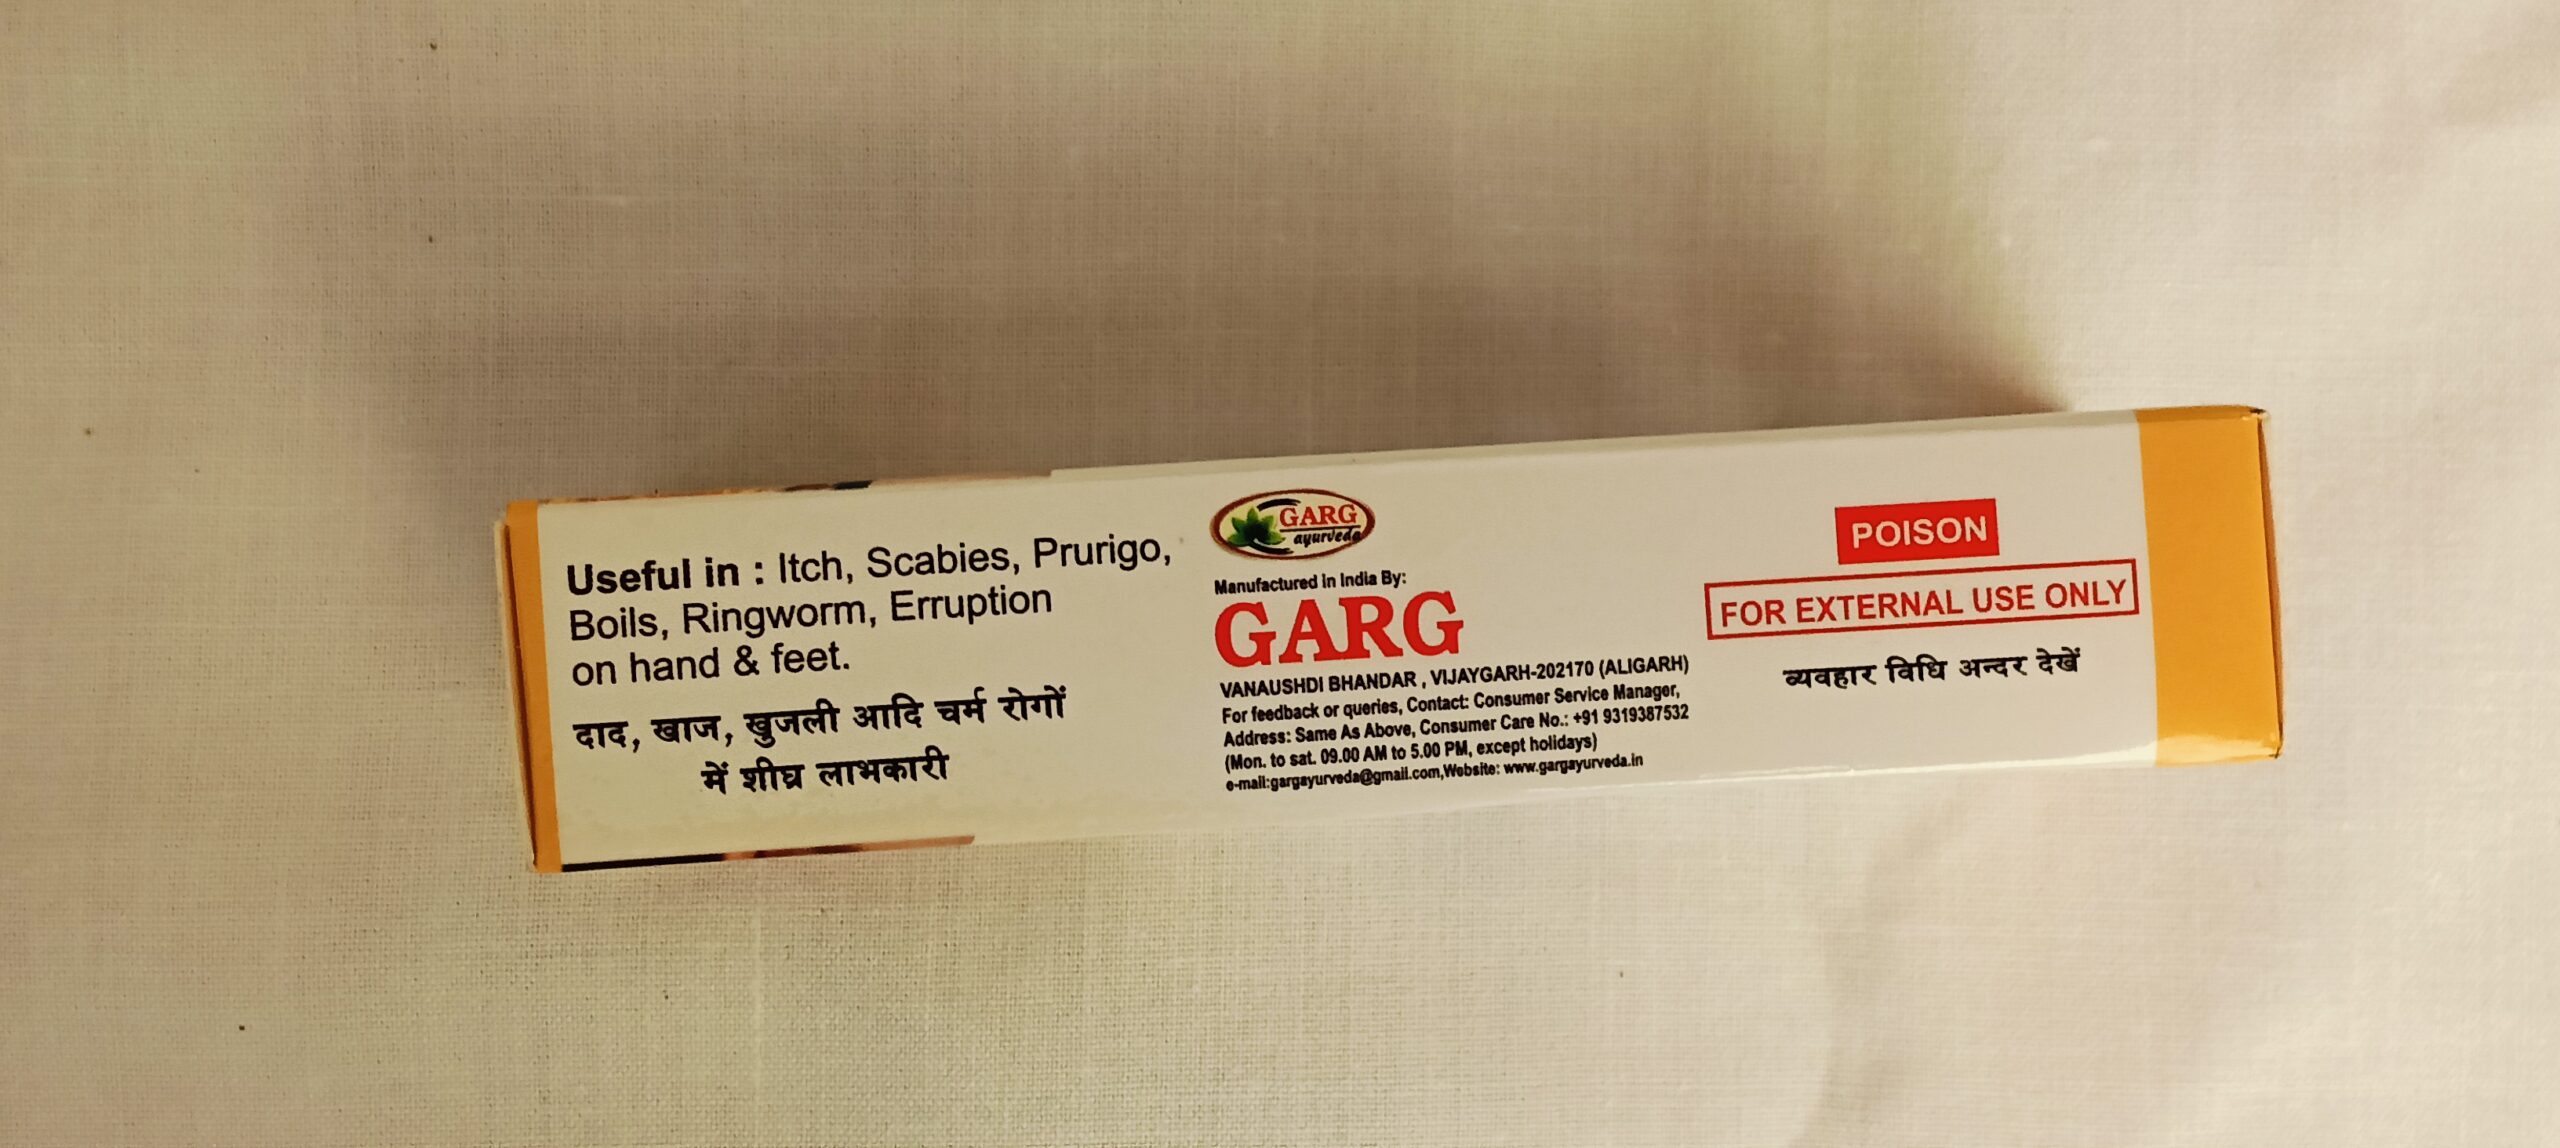 Useful in : Itch, Scabies, Prurigo,
Boils, Ringworm, Erruption
on hand & feet.
दाद, खाज, खुजली आदि चर्म रोगों
में शीघ्र लाभकारी
GARG
ayurveda
Manufactured in India By:
GARG
VANAUSHDI BHANDAR , VIJAYGARH-202170 (ALIGARH)
For feedback or queries, Contact: Consumer Service Manager,
Address: Same As Above, Consumer Care No.: +91 9319387532
(Mon. to sat. 09.00 AM to 5.00 PM, except holidays)
e-mail:gargayurveda@gmail.com,Website: www.gargayurveda.in
POISON
FOR EXTERNAL USE ONLY
व्यवहार विधि अन्दर देखें